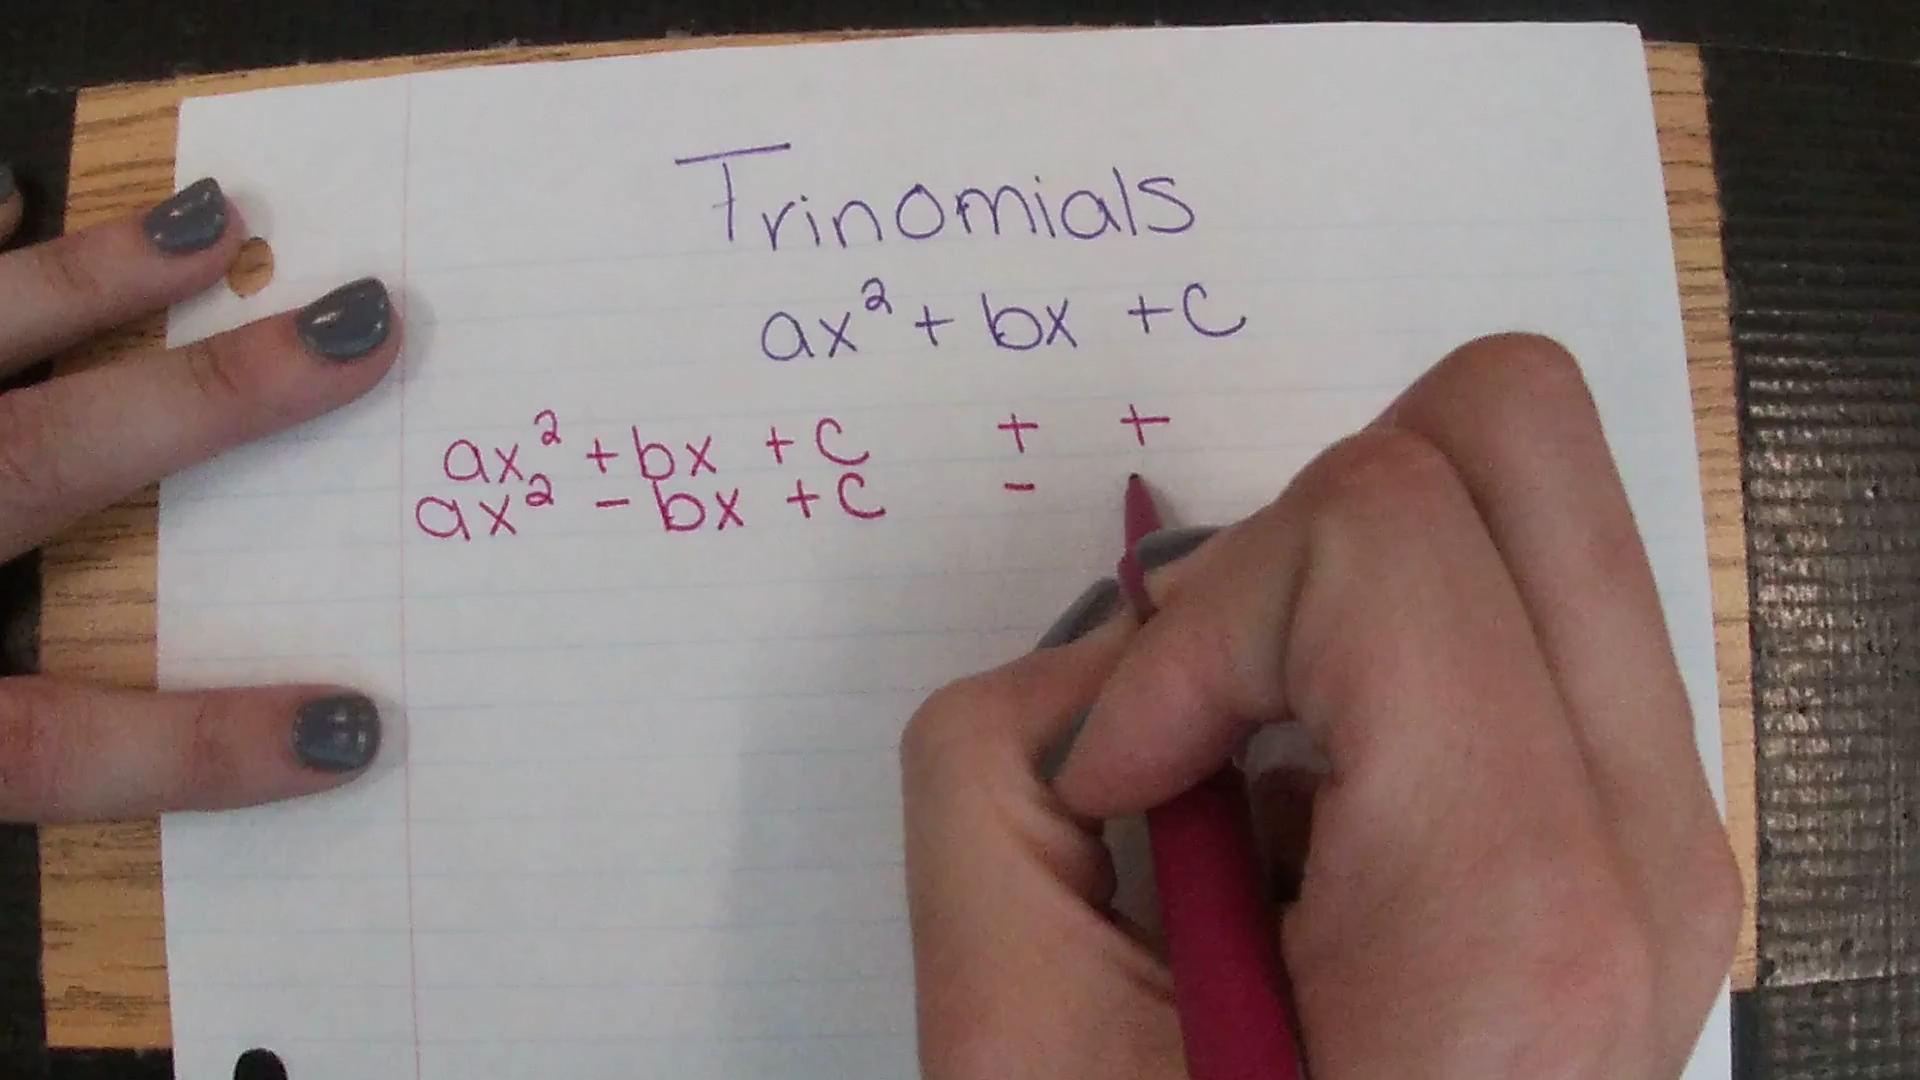 Trinomials
ax² + bx + c
ax² + bx + c + +
ax² - bx + c -